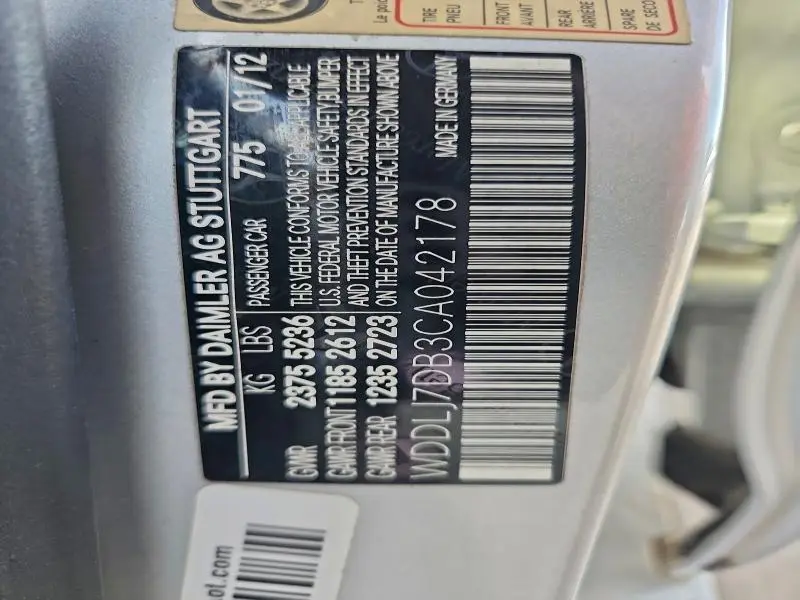 TIRE
PNEU
FRONT
AVANT
REAR
ARRIÈRE
SPARE
DE SECO
MFD BY DAIMLER AG STUTTGART
KG LBS PASSENGER CAR 775 01/12
GVWR 2375 5236 THIS VEHICLE CONFORMS TO ALL APPLICABLE
GAWR FRONT 1185 2612 U.S. FEDERAL MOTOR VEHICLE SAFETY, BUMPER
GAWR REAR 1235 2723 AND THEFT PREVENTION STANDARDS IN EFFECT
ON THE DATE OF MANUFACTURE SHOWN ABOVE
WDDLJ7DB3CA042178 MADE IN GERMANY
ot.com